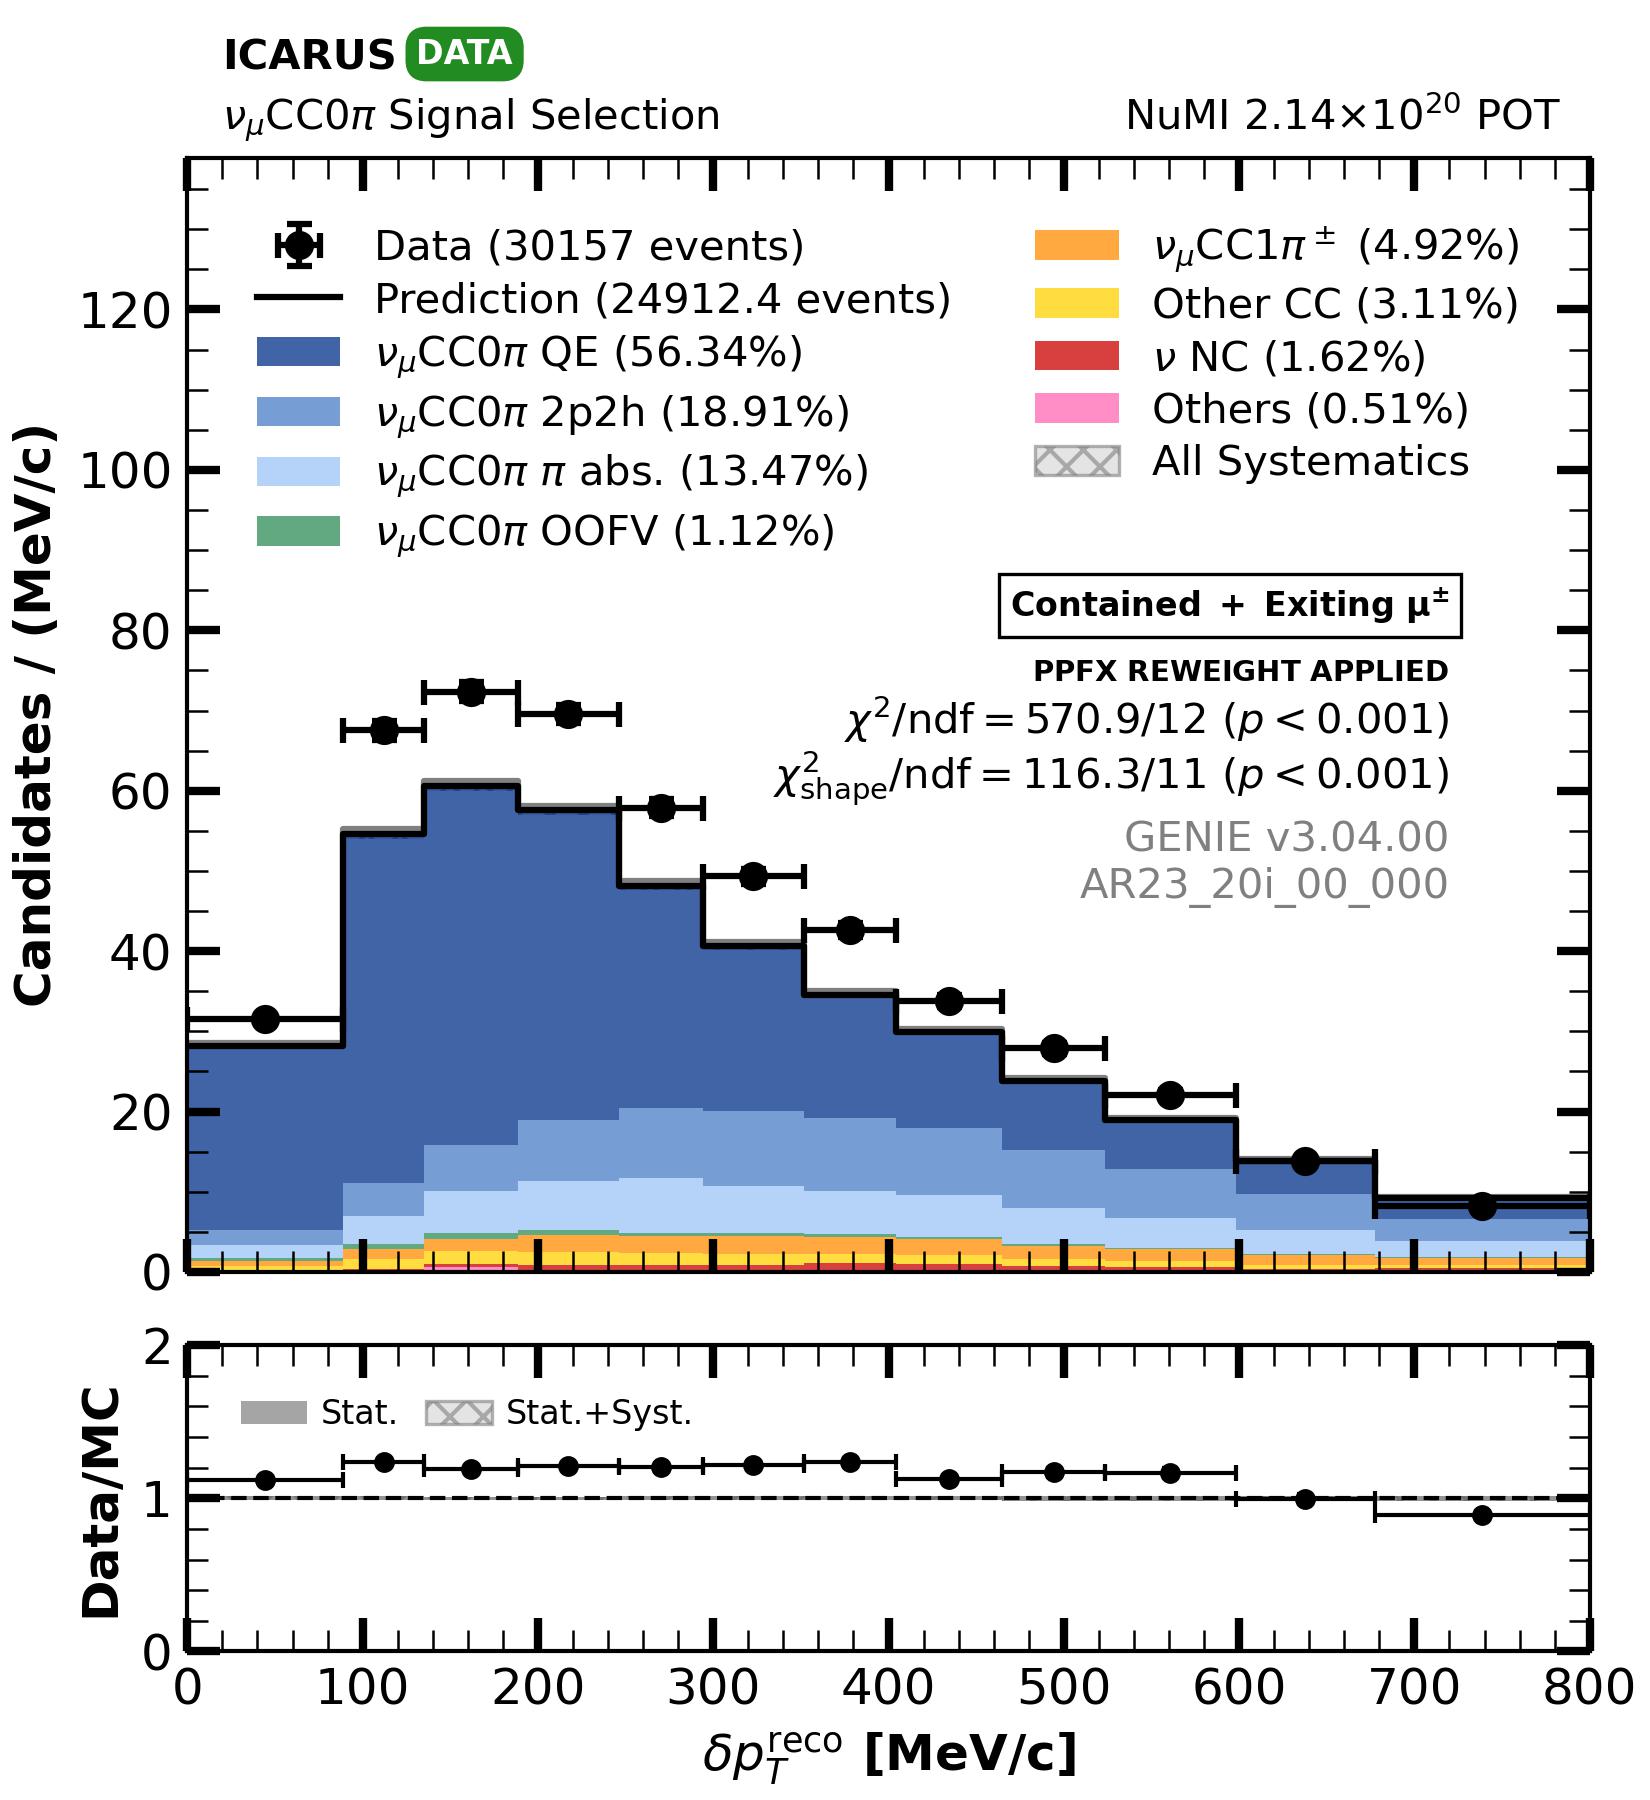 ICARUS DATA
νμCC0π Signal Selection
NuMI 2.14×10²⁰ POT
Data (30157 events)
Prediction (24912.4 events)
νμCC0π QE (56.34%)
νμCC0π 2p2h (18.91%)
νμCC0π π abs. (13.47%)
νμCC0π OOFV (1.12%)
νμCC1π± (4.92%)
Other CC (3.11%)
ν NC (1.62%)
Others (0.51%)
All Systematics
Contained + Exiting μ±
PPFX REWEIGHT APPLIED
χ²/ndf = 570.9/12 (p < 0.001)
χ²shape/ndf = 116.3/11 (p < 0.001)
GENIE v3.04.00
AR23_20i_00_000
Candidates / (MeV/c)
120
100
80
60
40
20
0
Stat. Stat.+Syst.
Data/MC
2
1
0
0 100 200 300 400 500 600 700 800
δp_T^reco [MeV/c]